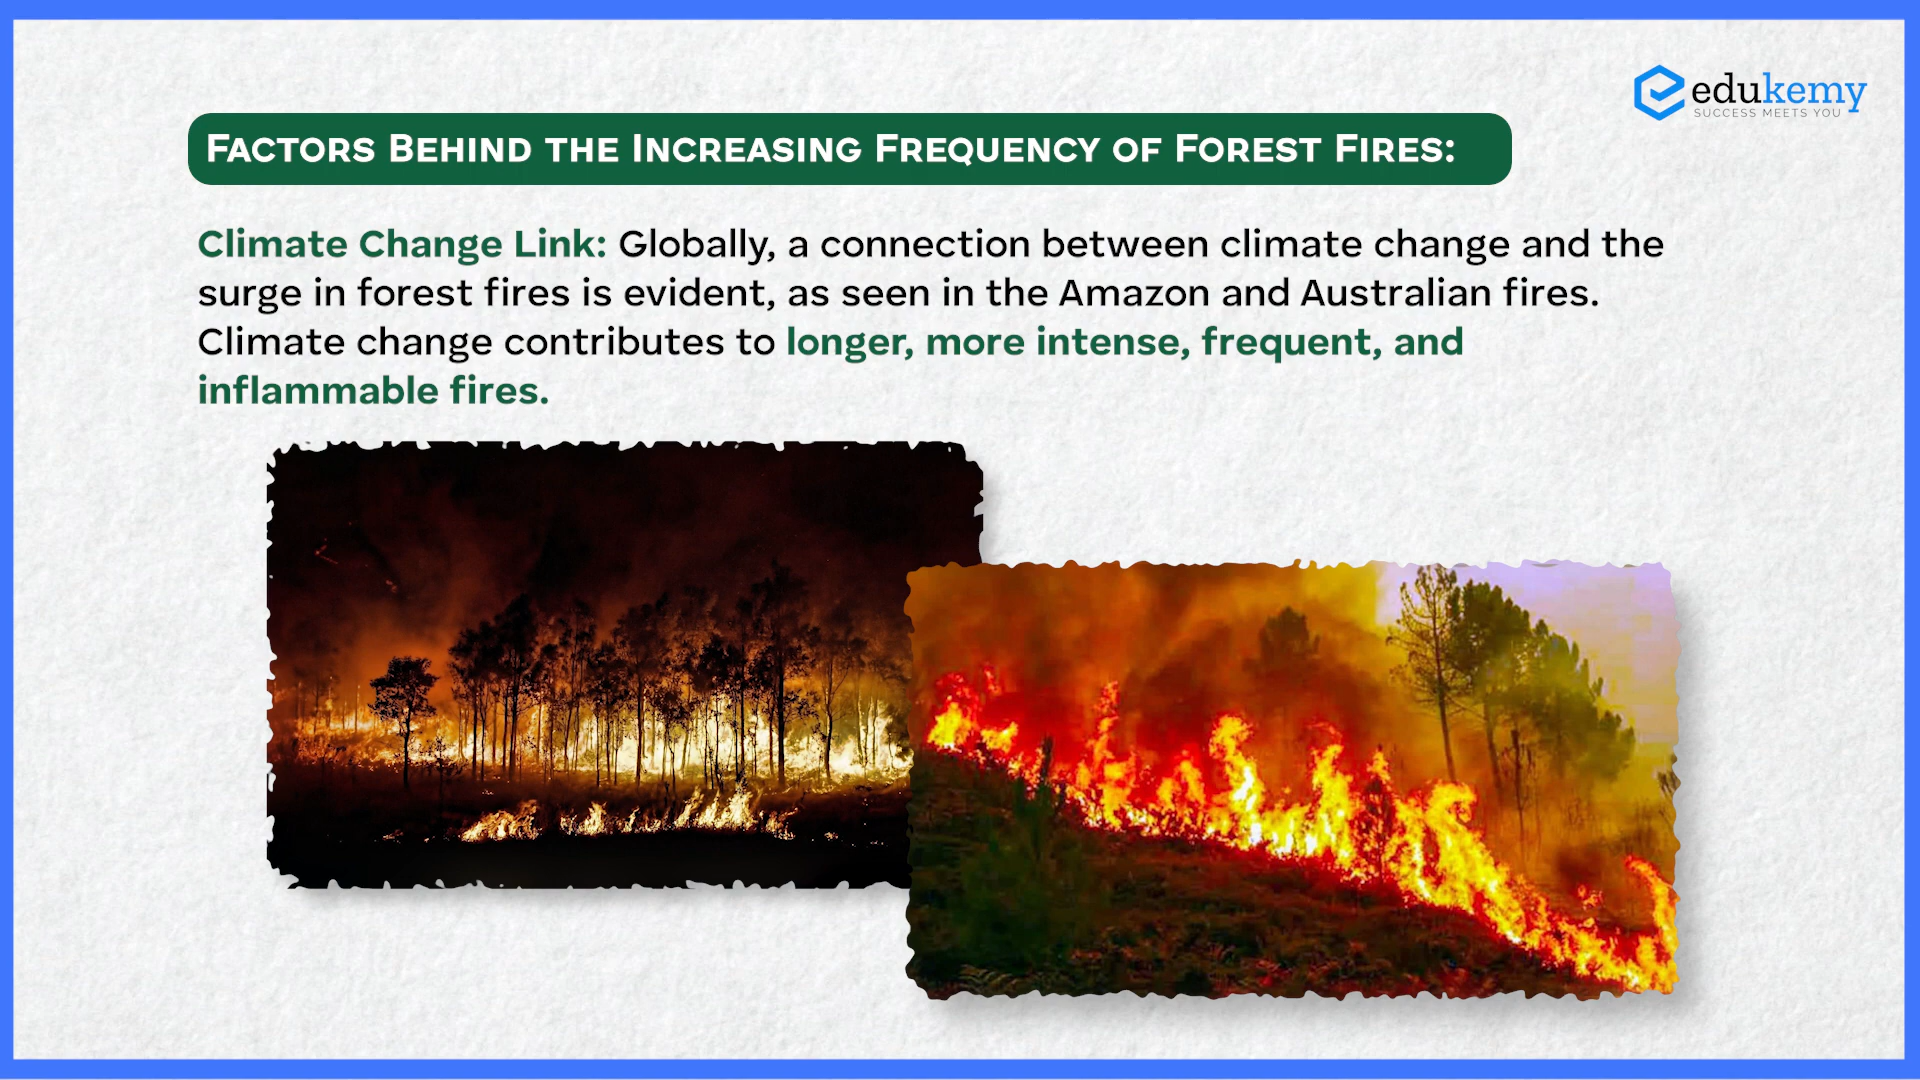 edukemy
SUCCESS MEETS YOU
Factors Behind the Increasing Frequency of Forest Fires:
Climate Change Link: Globally, a connection between climate change and the
surge in forest fires is evident, as seen in the Amazon and Australian fires.
Climate change contributes to longer, more intense, frequent, and
inflammable fires.